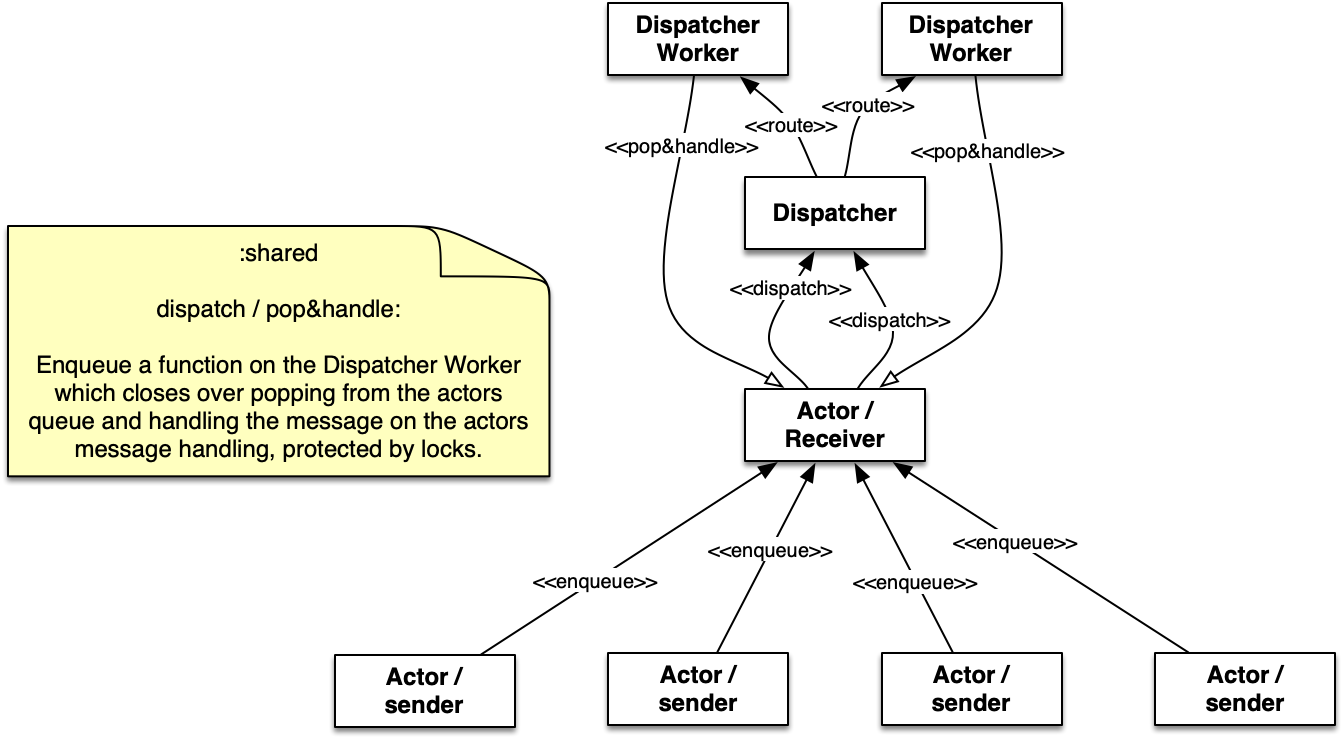 Dispatcher
Worker
Dispatcher
Worker
<<route>>
<<route>>
<<pop&handle>>
<<pop&handle>>
Dispatcher
:shared
dispatch / pop&handle:
Enqueue a function on the Dispatcher Worker
which closes over popping from the actors
queue and handling the message on the actors
message handling, protected by locks.
<<dispatch>>
<<dispatch>>
Actor /
Receiver
<<enqueue>>
<<enqueue>>
<<enqueue>>
<<enqueue>>
Actor /
sender
Actor /
sender
Actor /
sender
Actor /
sender